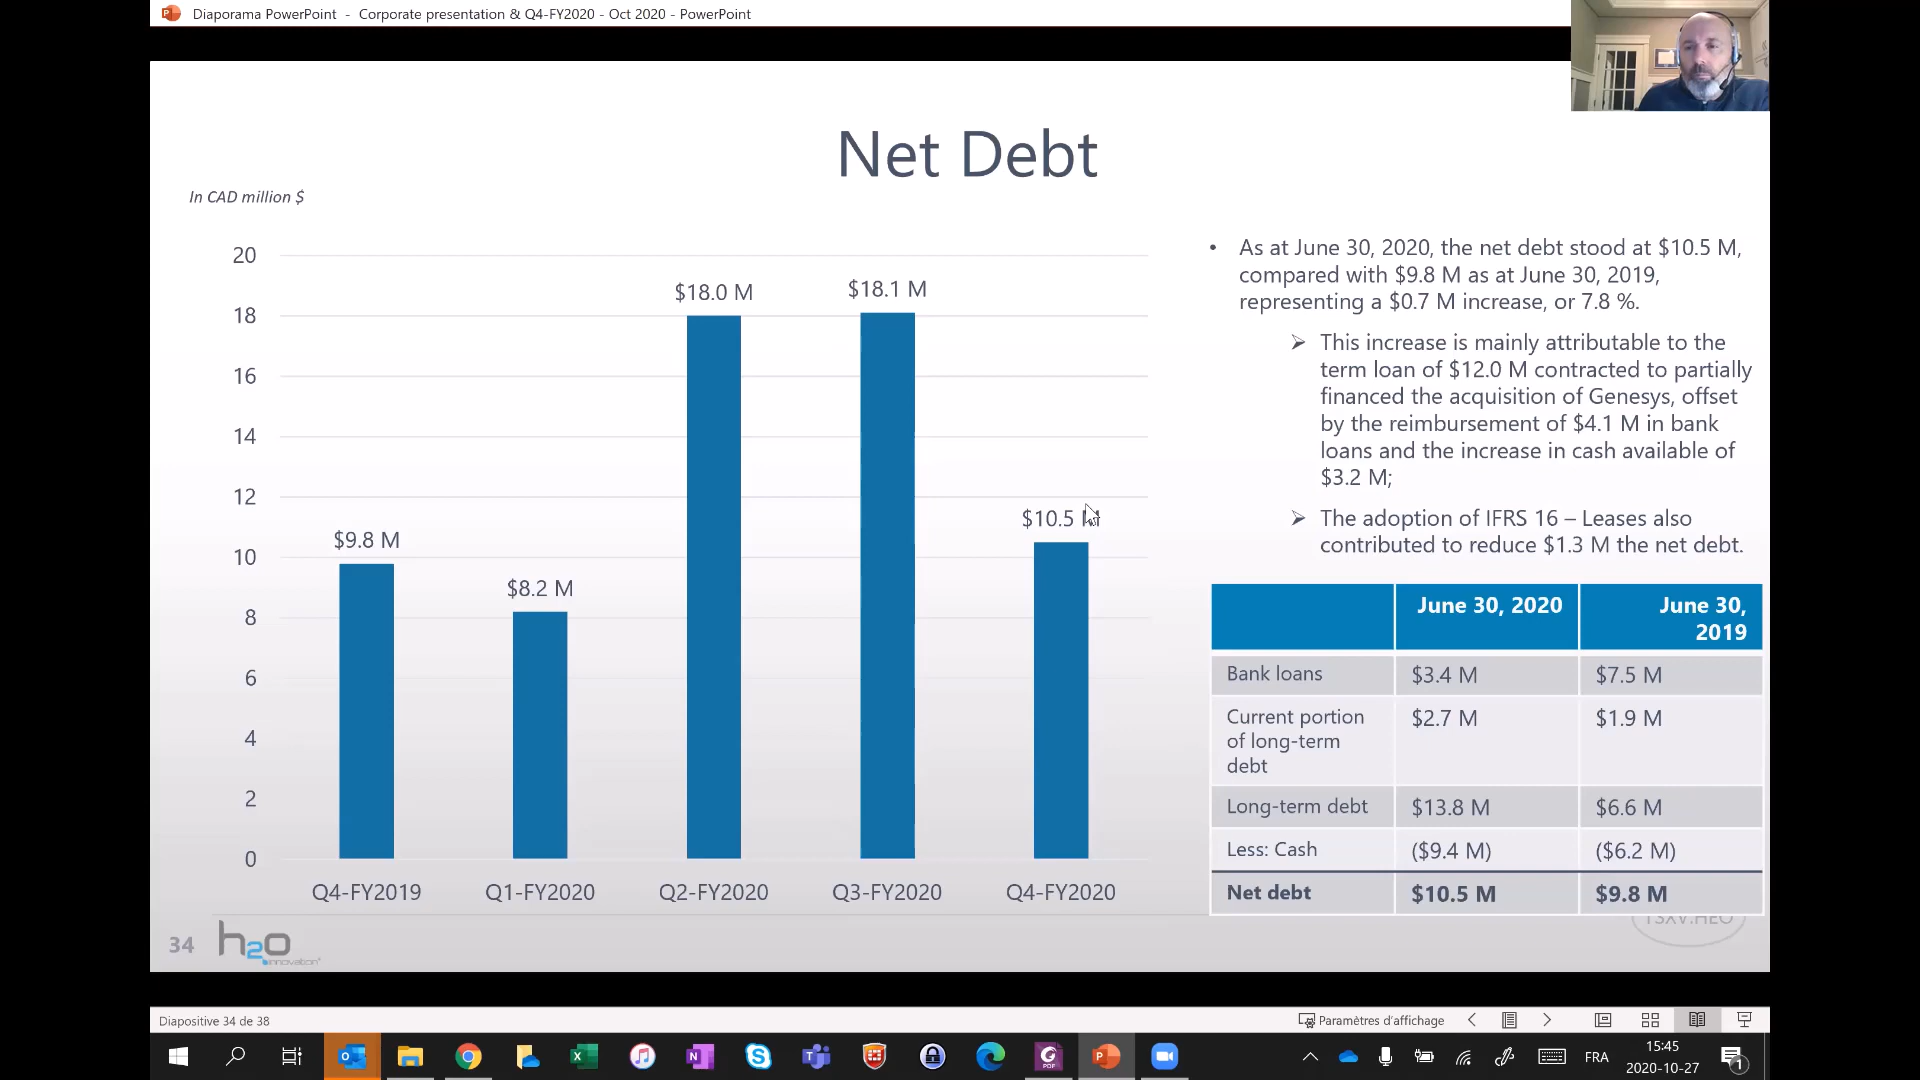 Diaporama PowerPoint - Corporate presentation & Q4-FY2020 - Oct 2020 - PowerPoint
Net Debt
In CAD million $
20
18
16
14
12
10
8
6
4
2
0
$9.8 M
$8.2 M
$18.0 M
$18.1 M
$10.5 M
Q4-FY2019
Q1-FY2020
Q2-FY2020
Q3-FY2020
Q4-FY2020
• As at June 30, 2020, the net debt stood at $10.5 M,
compared with $9.8 M as at June 30, 2019,
representing a $0.7 M increase, or 7.8 %.
➢ This increase is mainly attributable to the
term loan of $12.0 M contracted to partially
financed the acquisition of Genesys, offset
by the reimbursement of $4.1 M in bank
loans and the increase in cash available of
$3.2 M;
➢ The adoption of IFRS 16 – Leases also
contributed to reduce $1.3 M the net debt.
June 30, 2020
June 30,
2019
Bank loans $3.4 M $7.5 M
Current portion $2.7 M $1.9 M
of long-term
debt
Long-term debt $13.8 M $6.6 M
Less: Cash ($9.4 M) ($6.2 M)
Net debt $10.5 M $9.8 M
TSXV:HEO
34
h2o
innovation
Diapositive 34 de 38
Paramètres d'affichage
FRA
15:45
2020-10-27
1